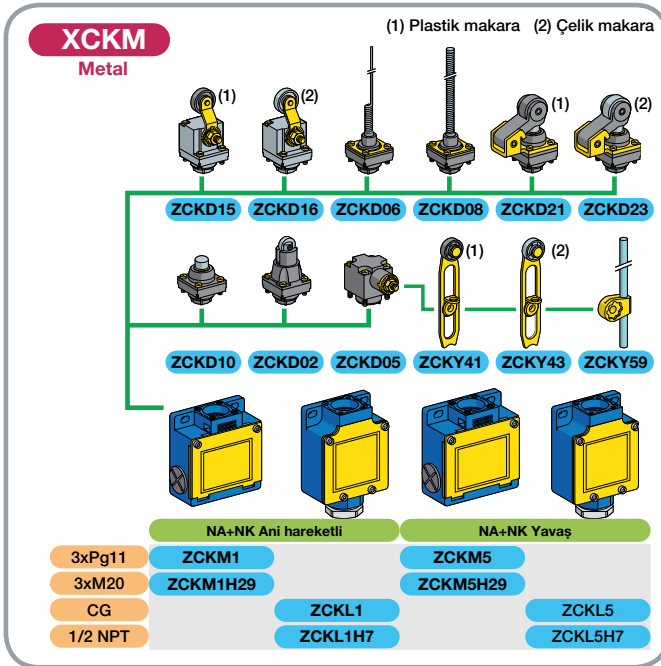 XCKM
Metal
(1) Plastik makara (2) Çelik makara
(1) (2) (1) (2)
ZCKD15 ZCKD16 ZCKD06 ZCKD08 ZCKD21 ZCKD23
(1) (2)
ZCKD10 ZCKD02 ZCKD05 ZCKY41 ZCKY43 ZCKY59
NA+NK Ani hareketli NA+NK Yavaş
3xPg11 ZCKM1 ZCKM5
3xM20 ZCKM1H29 ZCKM5H29
CG ZCKL1 ZCKL5
1/2 NPT ZCKL1H7 ZCKL5H7